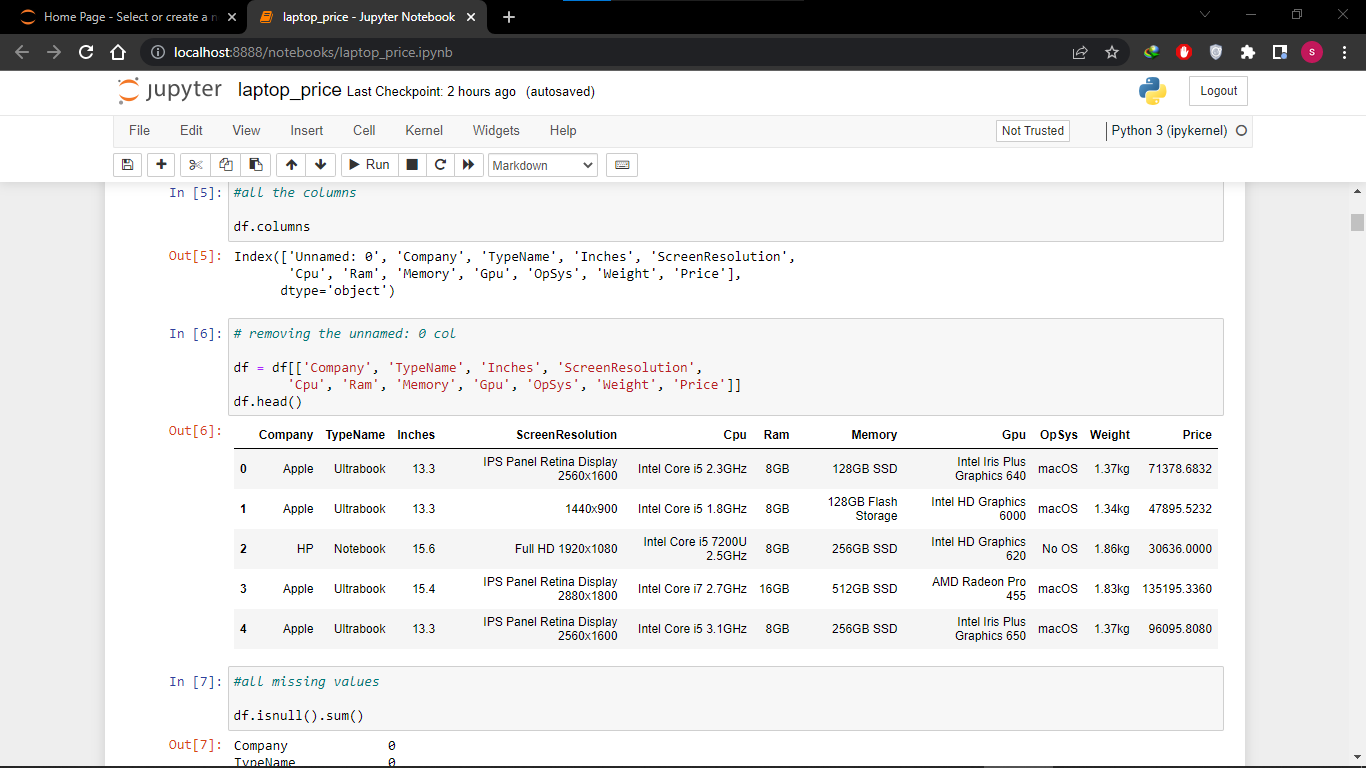 Home Page - Select or create a n
laptop_price - Jupyter Notebook
localhost:8888/notebooks/laptop_price.ipynb
S
jupyter laptop_price Last Checkpoint: 2 hours ago (autosaved)
Logout
File Edit View Insert Cell Kernel Widgets Help
Not Trusted Python 3 (ipykernel)
Run Markdown
In [5]: #all the columns
df.columns
Out[5]: Index(['Unnamed: 0', 'Company', 'TypeName', 'Inches', 'ScreenResolution',
'Cpu', 'Ram', 'Memory', 'Gpu', 'OpSys', 'Weight', 'Price'],
dtype='object')
In [6]: # removing the unnamed: 0 col
df = df[['Company', 'TypeName', 'Inches', 'ScreenResolution',
'Cpu', 'Ram', 'Memory', 'Gpu', 'OpSys', 'Weight', 'Price']]
df.head()
Out[6]:
Company TypeName Inches ScreenResolution Cpu Ram Memory Gpu OpSys Weight Price
0 Apple Ultrabook 13.3 IPS Panel Retina Display 2560x1600 Intel Core i5 2.3GHz 8GB 128GB SSD Intel Iris Plus Graphics 640 macOS 1.37kg 71378.6832
1 Apple Ultrabook 13.3 1440x900 Intel Core i5 1.8GHz 8GB 128GB Flash Storage Intel HD Graphics 6000 macOS 1.34kg 47895.5232
2 HP Notebook 15.6 Full HD 1920x1080 Intel Core i5 7200U 2.5GHz 8GB 256GB SSD Intel HD Graphics 620 No OS 1.86kg 30636.0000
3 Apple Ultrabook 15.4 IPS Panel Retina Display 2880x1800 Intel Core i7 2.7GHz 16GB 512GB SSD AMD Radeon Pro 455 macOS 1.83kg 135195.3360
4 Apple Ultrabook 13.3 IPS Panel Retina Display 2560x1600 Intel Core i5 3.1GHz 8GB 256GB SSD Intel Iris Plus Graphics 650 macOS 1.37kg 96095.8080
In [7]: #all missing values
df.isnull().sum()
Out[7]: Company 0
TypeName 0